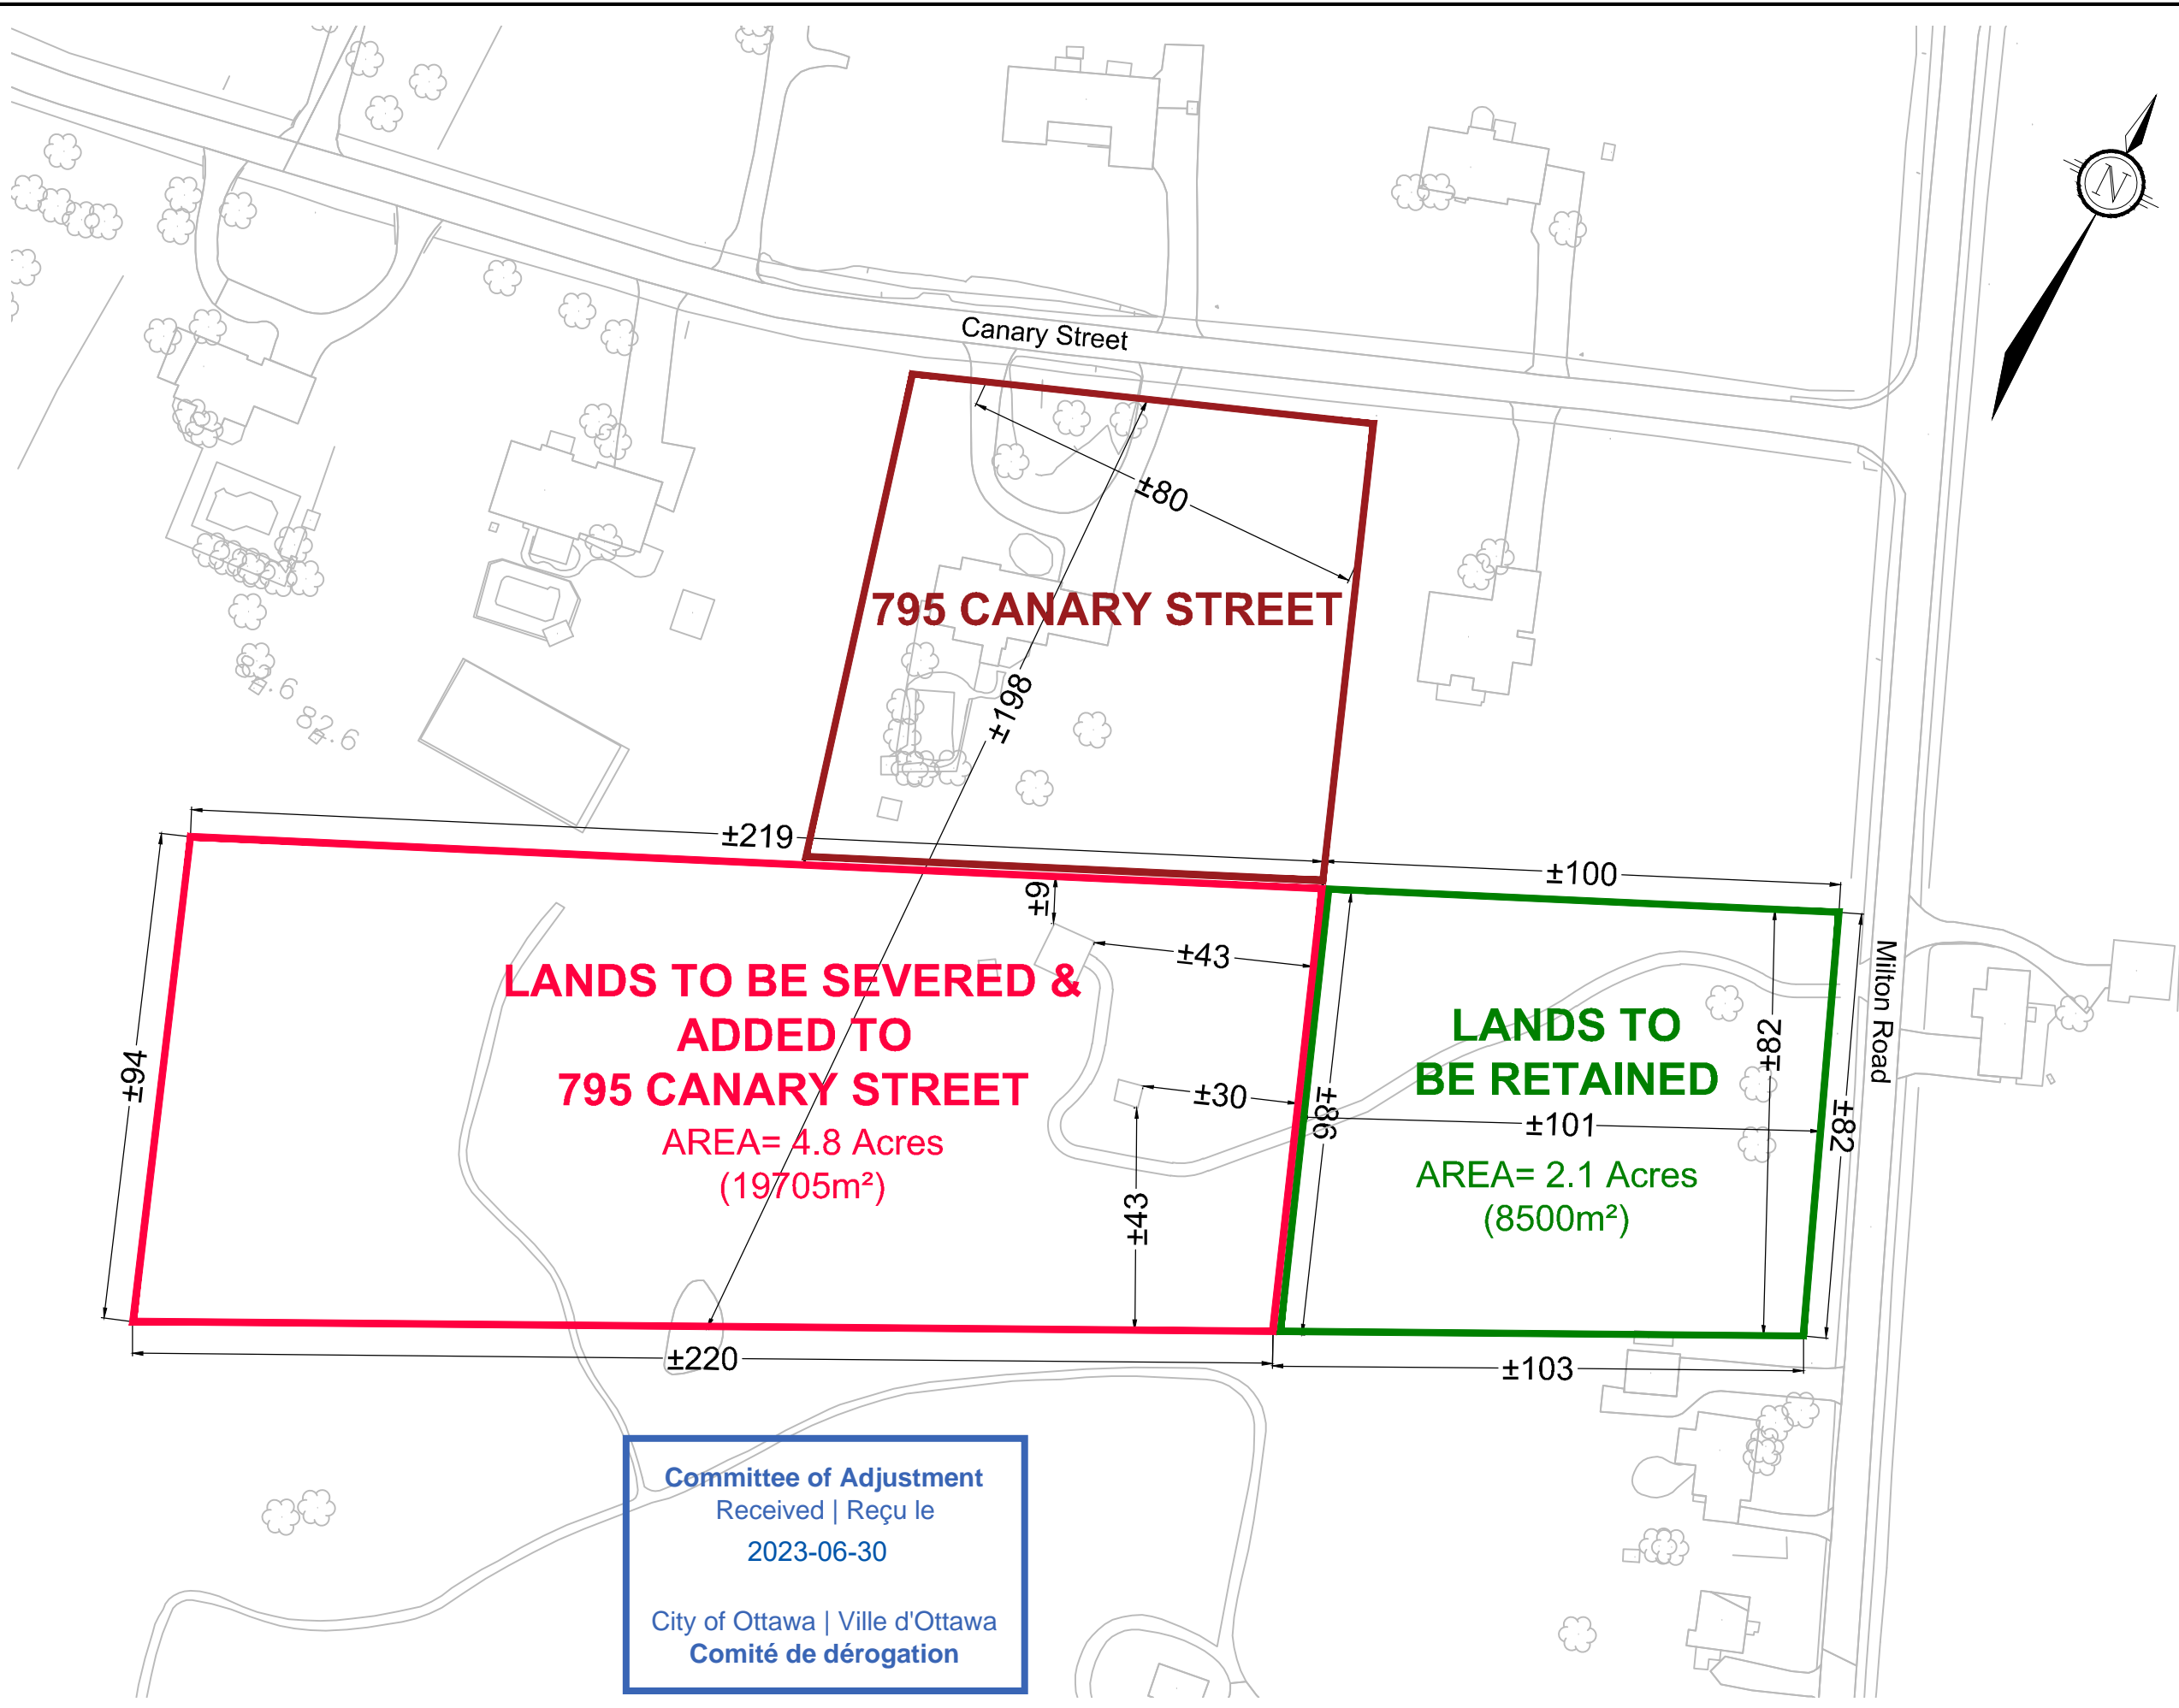 N
Canary Street
±80
795 CANARY STREET
±198
82.6
±219
±100
±9
±43
LANDS TO BE SEVERED &
ADDED TO
795 CANARY STREET
AREA= 4.8 Acres
(19705m²)
±94
±30
±43
±86
LANDS TO
BE RETAINED
±101
AREA= 2.1 Acres
(8500m²)
±82
±82
Milton Road
±220
±103
Committee of Adjustment
Received | Reçu le
2023-06-30
City of Ottawa | Ville d'Ottawa
Comité de dérogation